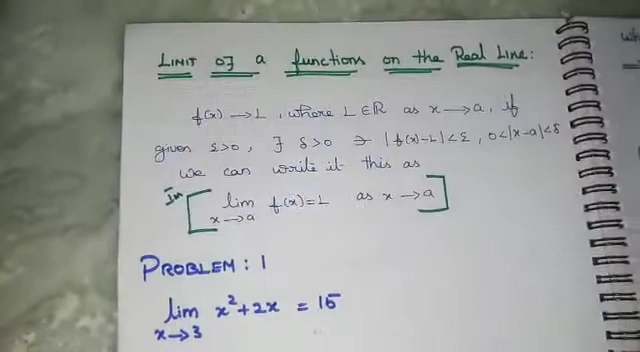 LIMIT OF a functions on the Real Line:
f(x) → L, where L ∈ R as x → a, if
given ε>0, ∃ δ>0 ∋ |f(x)-L|<ε, 0<|x-a|<δ
we can write it this as
lim f(x)=L as x → a
x→a
PROBLEM: 1
lim x²+2x = 15
x→3